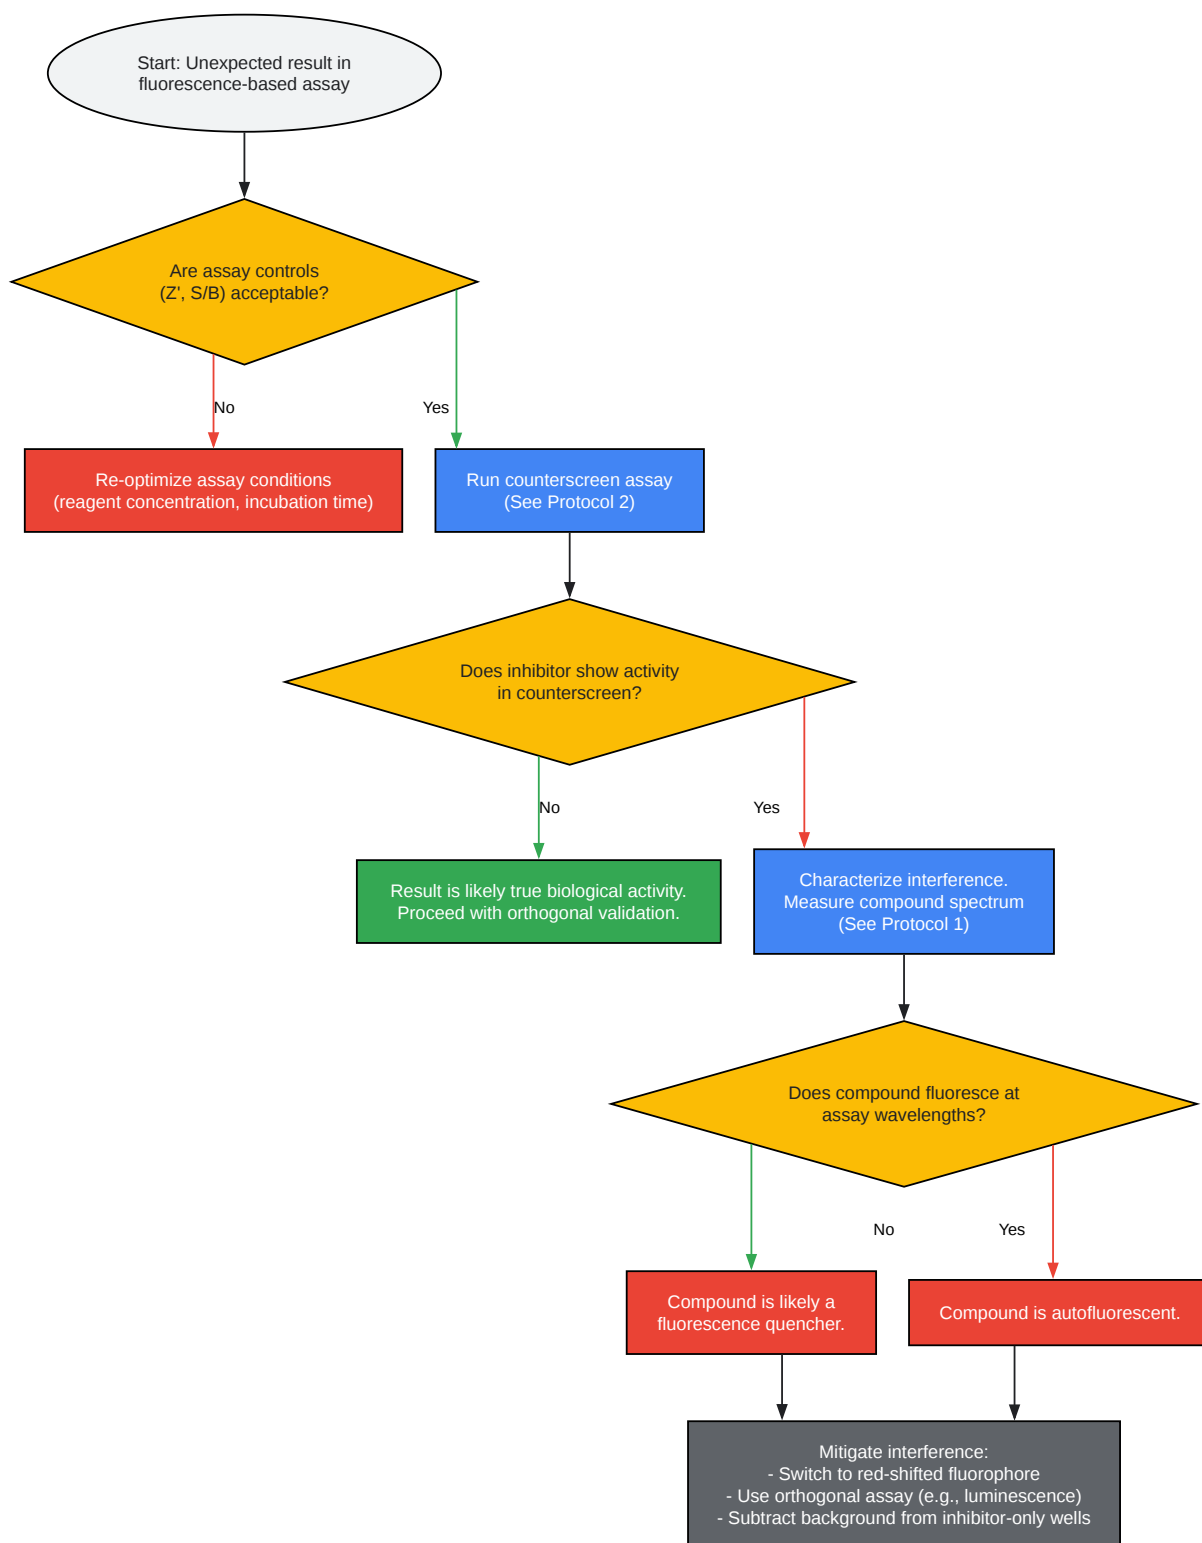 Start: Unexpected result in
fluorescence-based assay
Are assay controls
(Z', S/B) acceptable?
No
Yes
Re-optimize assay conditions
(reagent concentration, incubation time)
Run counterscreen assay
(See Protocol 2)
Does inhibitor show activity
in counterscreen?
No
Yes
Result is likely true biological activity.
Proceed with orthogonal validation.
Characterize interference.
Measure compound spectrum
(See Protocol 1)
Does compound fluoresce at
assay wavelengths?
No
Yes
Compound is likely a
fluorescence quencher.
Compound is autofluorescent.
Mitigate interference:
- Switch to red-shifted fluorophore
- Use orthogonal assay (e.g., luminescence)
- Subtract background from inhibitor-only wells